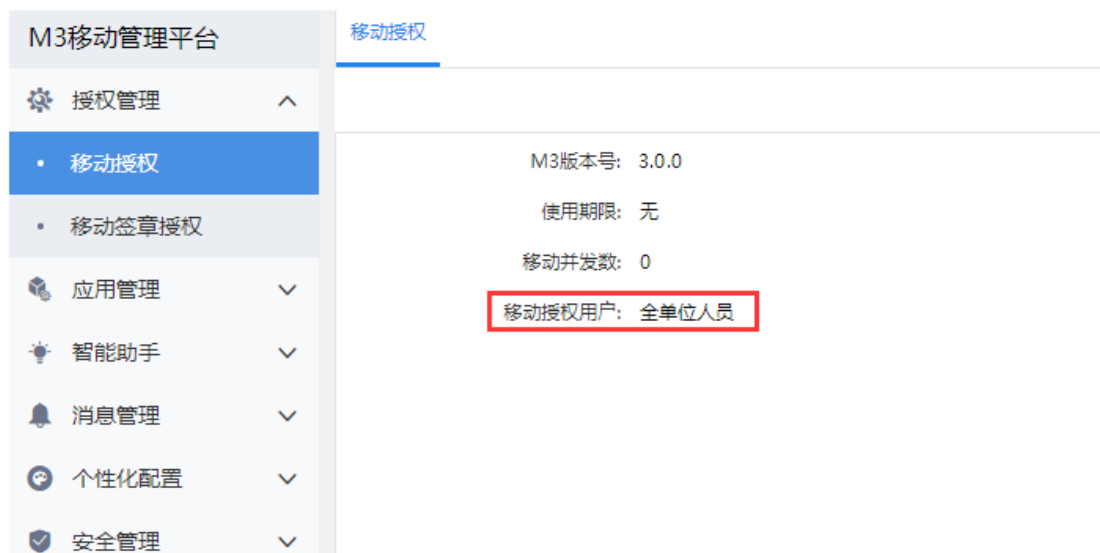 M3移动管理平台
移动授权
授权管理
移动授权
移动签章授权
应用管理
智能助手
消息管理
个性化配置
安全管理
M3版本号: 3.0.0
使用期限: 无
移动并发数: 0
移动授权用户: 全单位人员